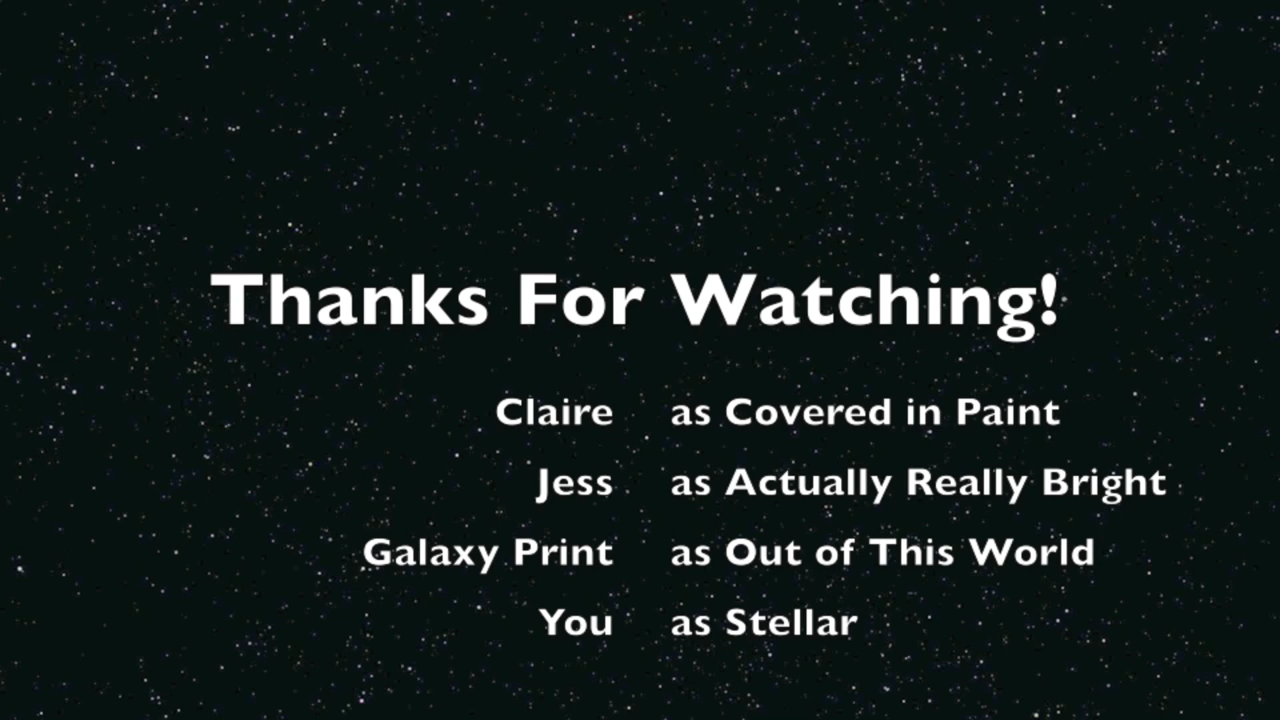 Thanks For Watching!
Claire as Covered in Paint
Jess as Actually Really Bright
Galaxy Print as Out of This World
You as Stellar